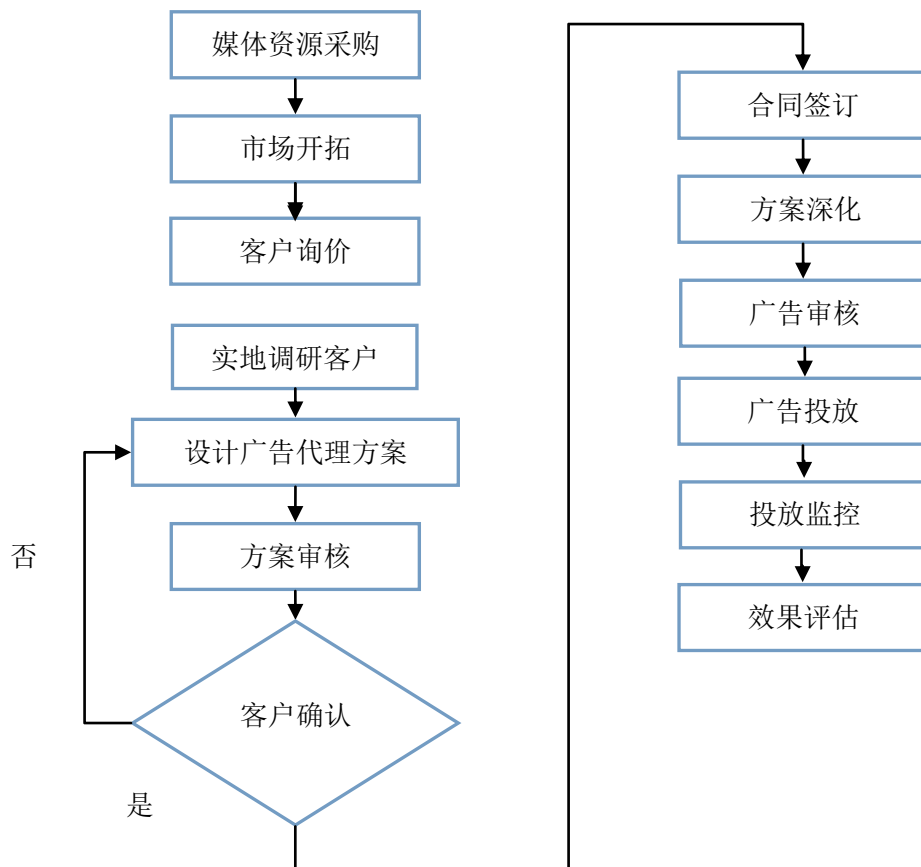 媒体资源采购
市场开拓
客户询价
实地调研客户
设计广告代理方案
方案审核
否
客户确认
是
合同签订
方案深化
广告审核
广告投放
投放监控
效果评估